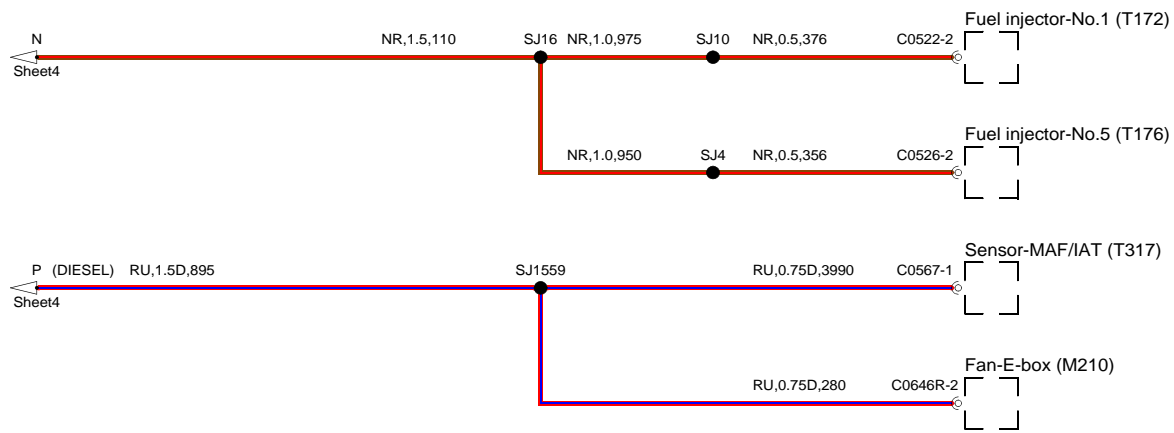 Fuel injector-No.1 (T172)
N NR,1.5,110 SJ16 NR,1.0,975 SJ10 NR,0.5,376 C0522-2
Sheet4
Fuel injector-No.5 (T176)
NR,1.0,950 SJ4 NR,0.5,356 C0526-2
Sensor-MAF/IAT (T317)
P (DIESEL) RU,1.5D,895 SJ1559 RU,0.75D,3990 C0567-1
Sheet4
Fan-E-box (M210)
RU,0.75D,280 C0646R-2